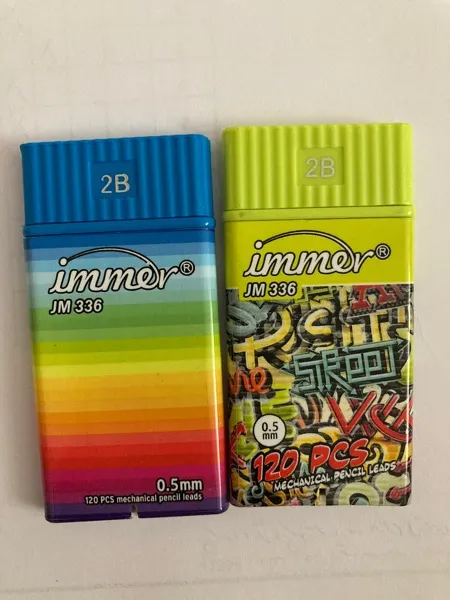 2B
immer®
JM 336
0.5mm
120 PCS mechanical pencil leads
2B
immer®
JM 336
STREET
0.5
mm
120 PCS
MECHANICAL PENCIL LEADS